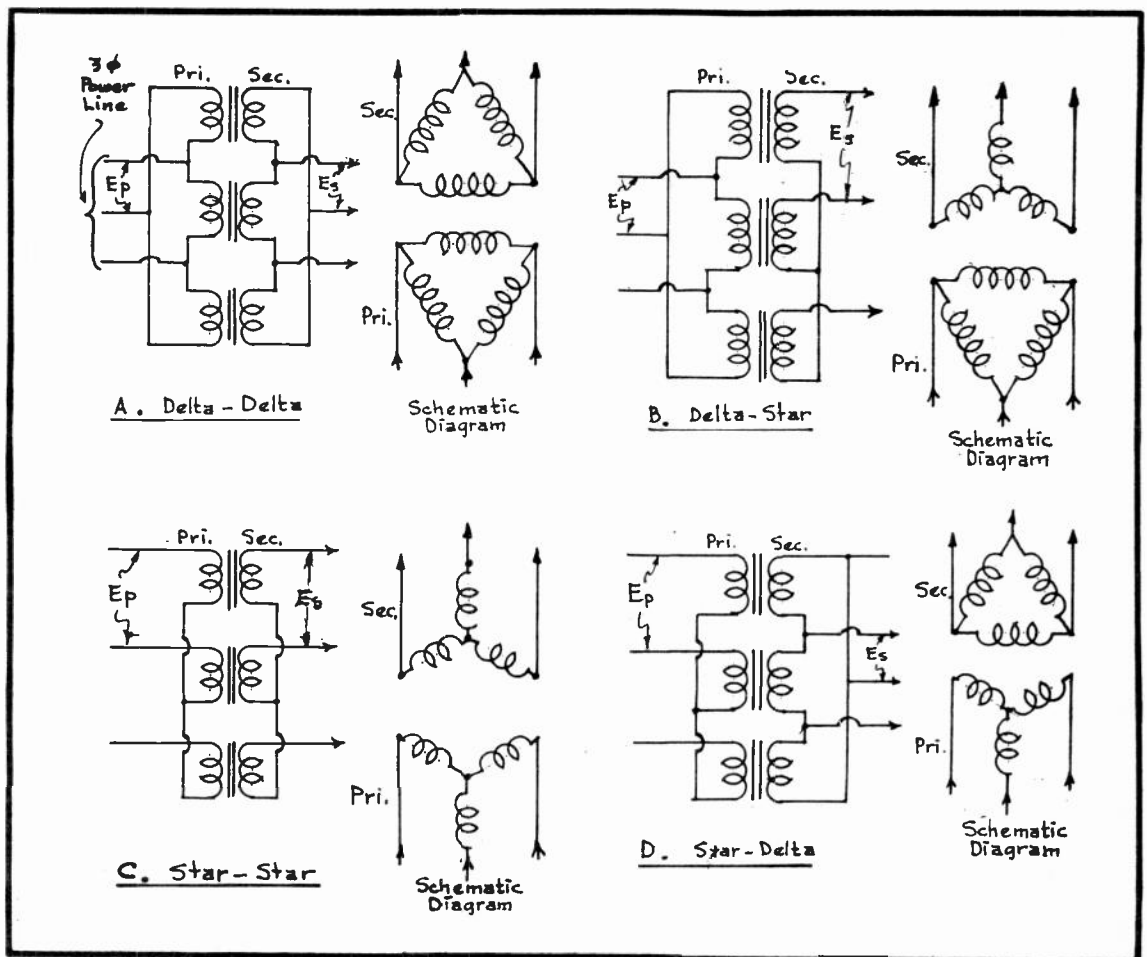 3φ
Power
Line
Pri. Sec.
Ep
Es
Sec.
Pri.
A. Delta-Delta
Schematic
Diagram
Pri. Sec.
Es
Ep
Sec.
Pri.
B. Delta-Star
Schematic
Diagram
Pri. Sec.
Ep
Es
Sec.
Pri.
C. Star-Star
Schematic
Diagram
Pri. Sec.
Ep
Es
Sec.
Pri.
D. Star-Delta
Schematic
Diagram